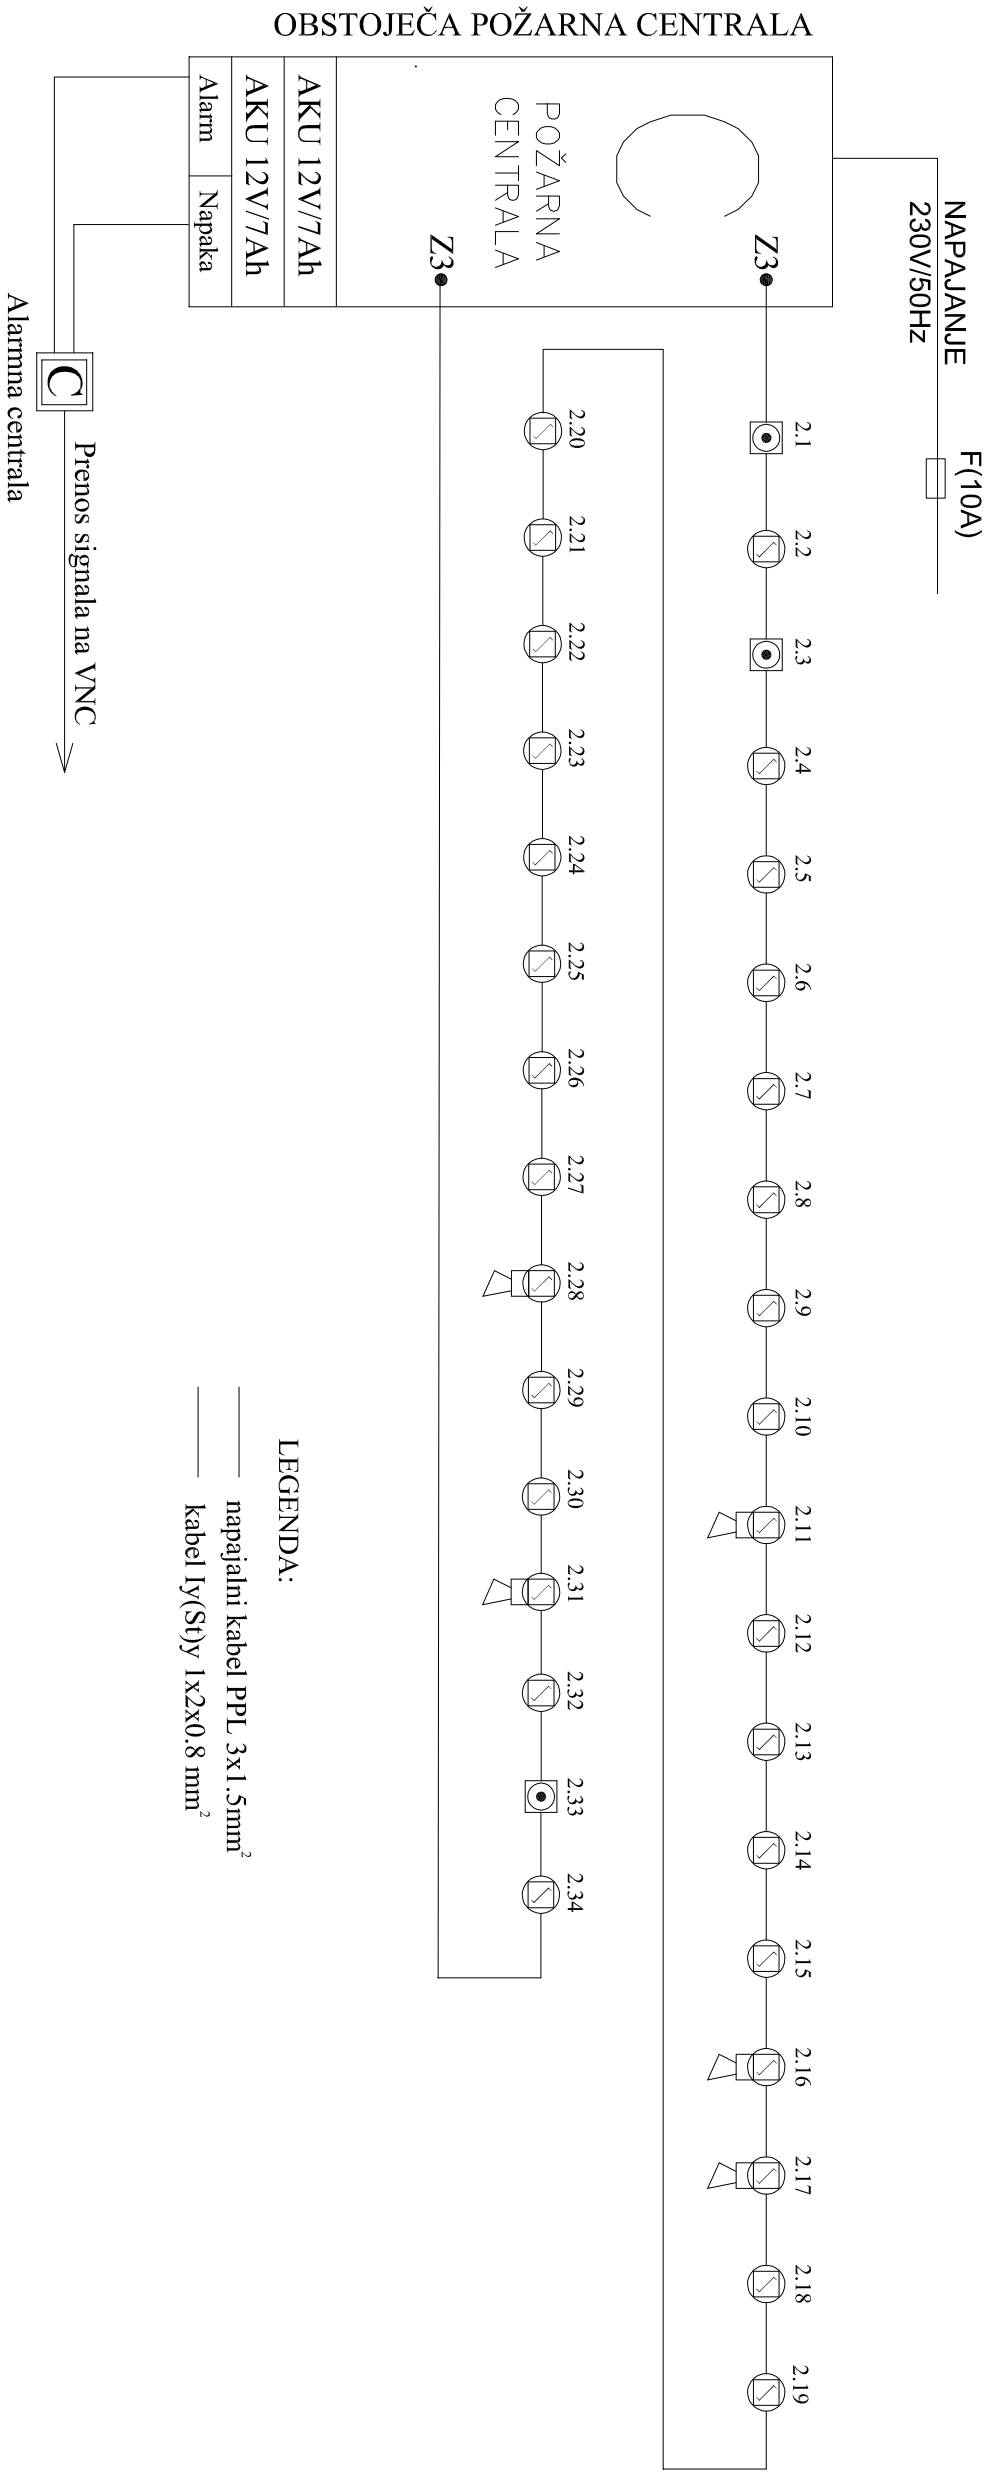 OBSTOJEČA POŽARNA CENTRALA
NAPAJANJE
230V/50Hz
F(10A)
POŽARNA
CENTRALA
AKU 12V/7Ah
AKU 12V/7Ah
Alarm
Napaka
Z3
Z3
2.1
2.2
2.3
2.4
2.5
2.6
2.7
2.8
2.9
2.10
2.11
2.12
2.13
2.14
2.15
2.16
2.17
2.18
2.19
2.20
2.21
2.22
2.23
2.24
2.25
2.26
2.27
2.28
2.29
2.30
2.31
2.32
2.33
2.34
C
Alarmna centrala
Prenos signala na VNC
LEGENDA:
napajalni kabel PPL 3x1.5mm²
kabel Iy(St)y 1x2x0.8 mm²